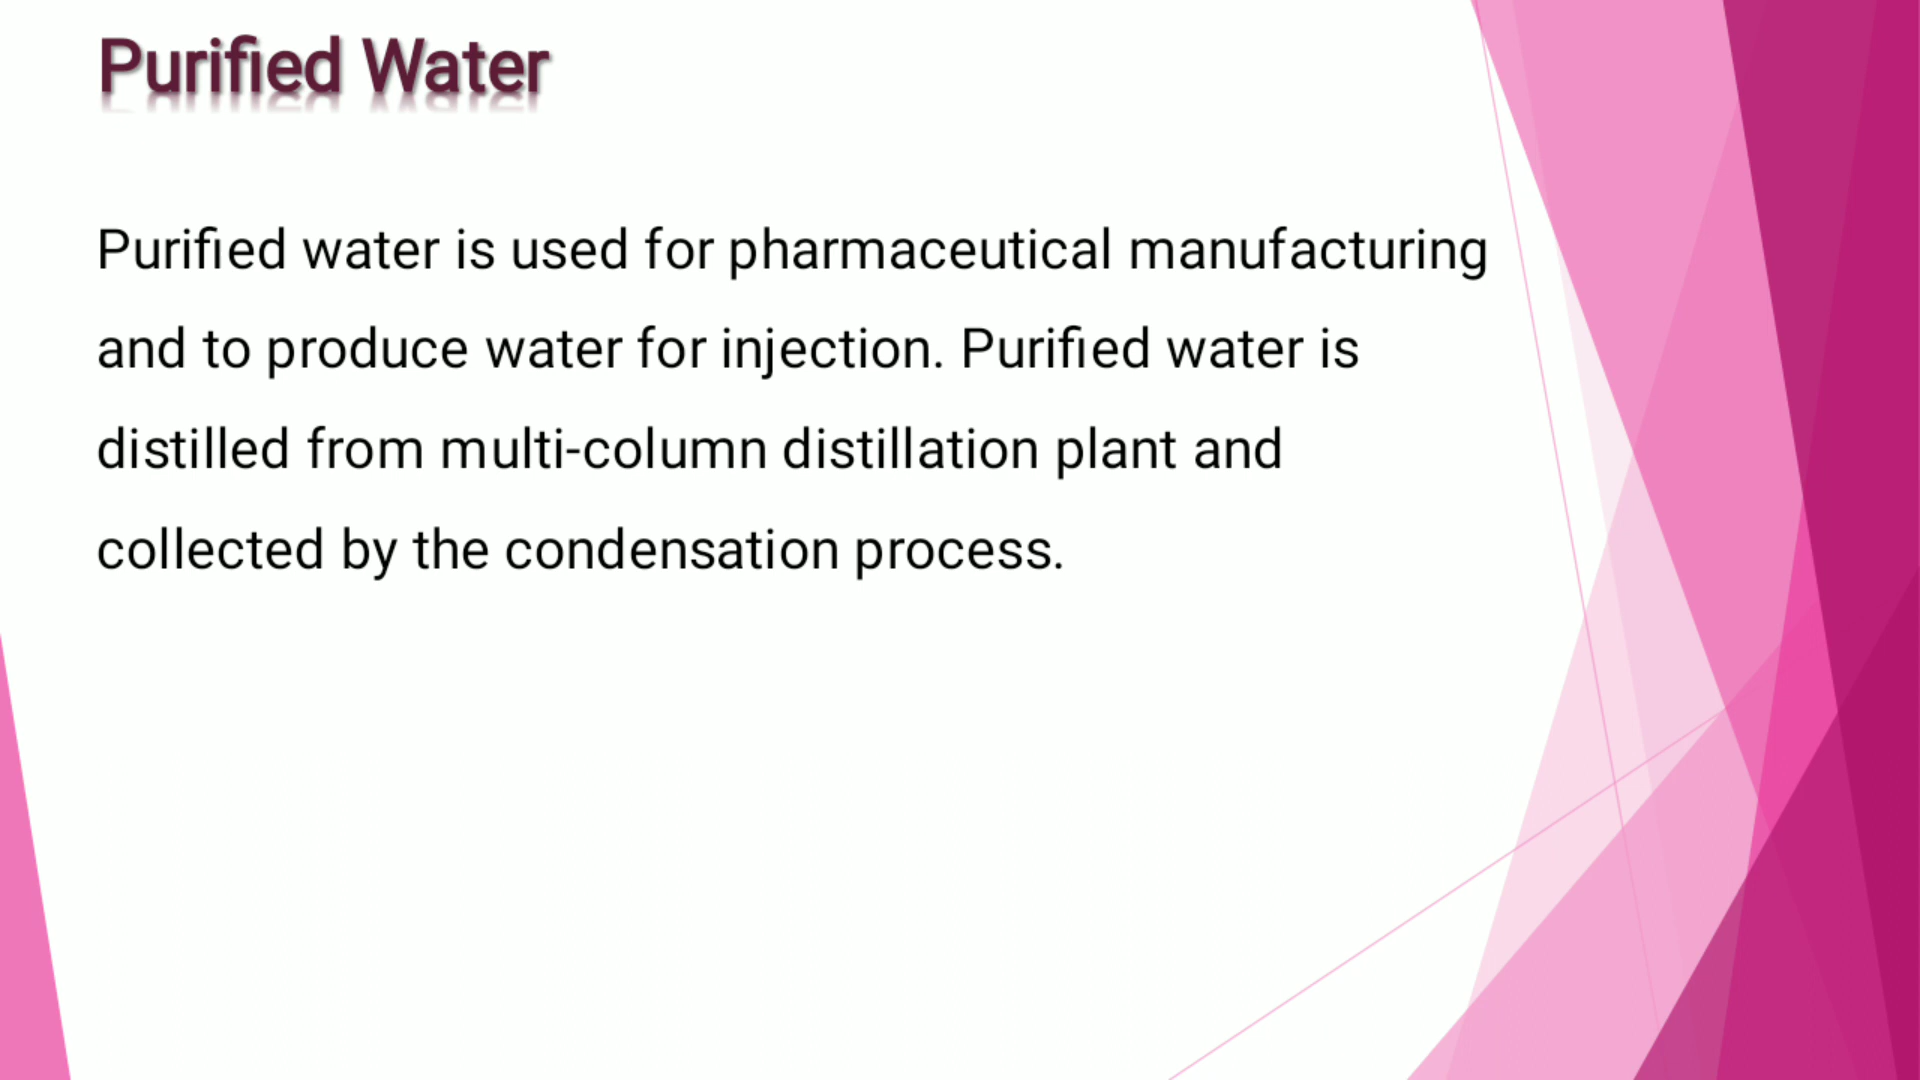 Purified Water
Purified water is used for pharmaceutical manufacturing
and to produce water for injection. Purified water is
distilled from multi-column distillation plant and
collected by the condensation process.